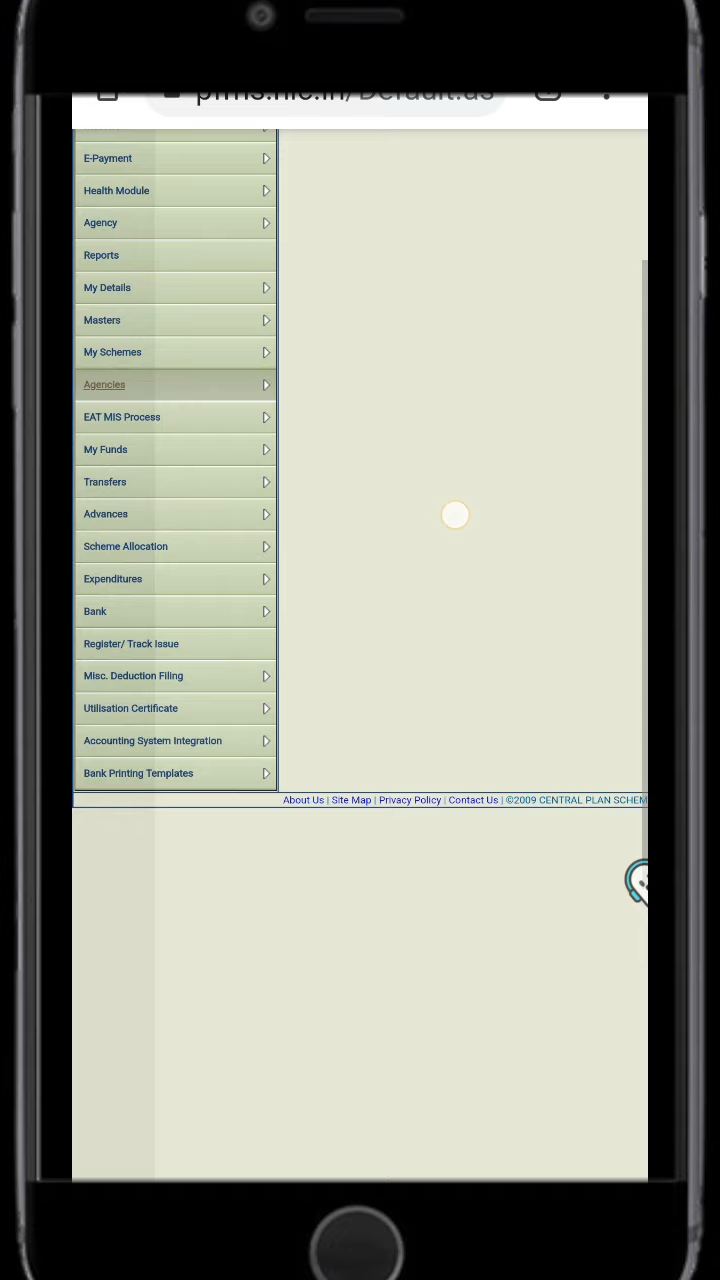 pfms.nic.in/Default.as
E-Payment
Health Module
Agency
Reports
My Details
Masters
My Schemes
Agencies
EAT MIS Process
My Funds
Transfers
Advances
Scheme Allocation
Expenditures
Bank
Register/ Track Issue
Misc. Deduction Filing
Utilisation Certificate
Accounting System Integration
Bank Printing Templates
About Us | Site Map | Privacy Policy | Contact Us | ©2009 CENTRAL PLAN SCHEM